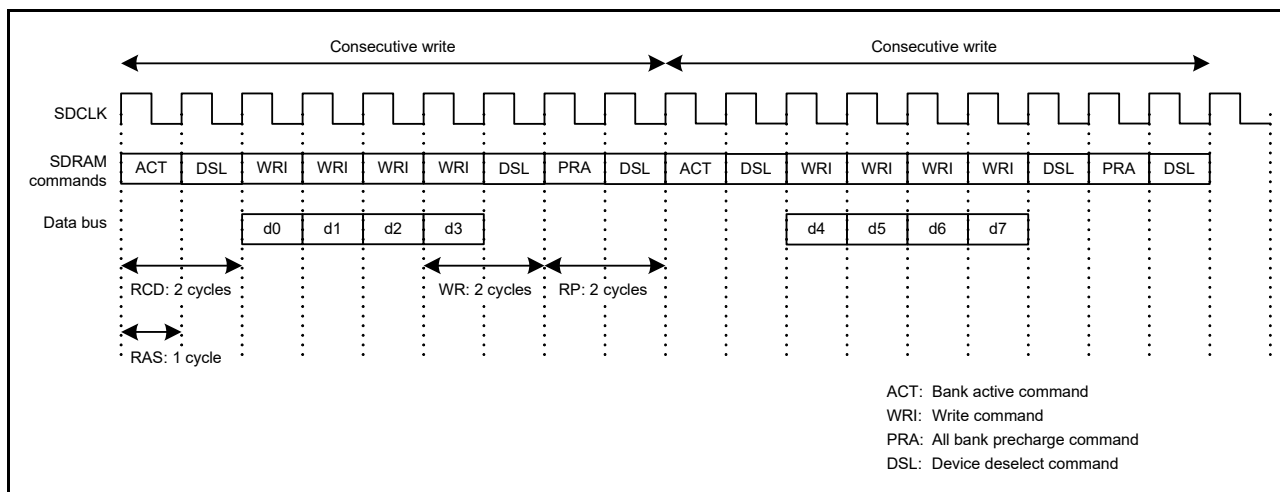 Consecutive write Consecutive write
SDCLK
SDRAM
commands
ACT DSL WRI WRI WRI WRI DSL PRA DSL ACT DSL WRI WRI WRI WRI DSL PRA DSL
Data bus d0 d1 d2 d3 d4 d5 d6 d7
RCD: 2 cycles WR: 2 cycles RP: 2 cycles
RAS: 1 cycle
ACT: Bank active command
WRI: Write command
PRA: All bank precharge command
DSL: Device deselect command